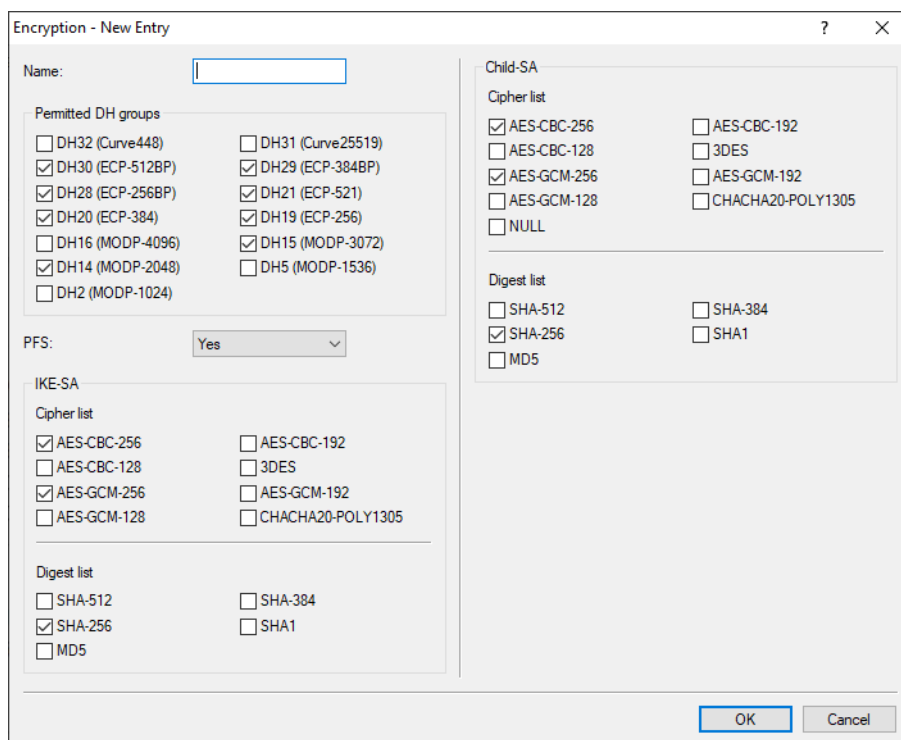 Encryption - New Entry ?
Name:
Permitted DH groups
DH32 (Curve448) DH31 (Curve25519)
DH30 (ECP-512BP) DH29 (ECP-384BP)
DH28 (ECP-256BP) DH21 (ECP-521)
DH20 (ECP-384) DH19 (ECP-256)
DH16 (MODP-4096) DH15 (MODP-3072)
DH14 (MODP-2048) DH5 (MODP-1536)
DH2 (MODP-1024)
PFS: Yes
IKE-SA
Cipher list
AES-CBC-256 AES-CBC-192
AES-CBC-128 3DES
AES-GCM-256 AES-GCM-192
AES-GCM-128 CHACHA20-POLY1305
Digest list
SHA-512 SHA-384
SHA-256 SHA1
MD5
Child-SA
Cipher list
AES-CBC-256 AES-CBC-192
AES-CBC-128 3DES
AES-GCM-256 AES-GCM-192
AES-GCM-128 CHACHA20-POLY1305
NULL
Digest list
SHA-512 SHA-384
SHA-256 SHA1
MD5
OK Cancel